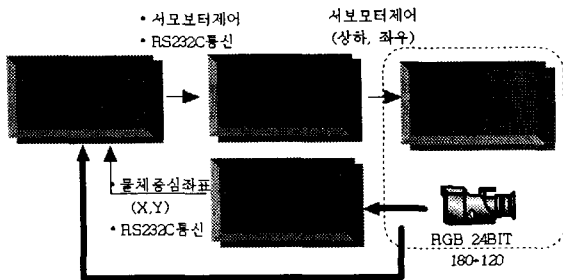 • 서모보터제어
• RS232C통신
서보모터제어
(상하, 좌우)
• 물체중심좌표
(X,Y)
• RS232C통신
RGB 24BIT
180*120